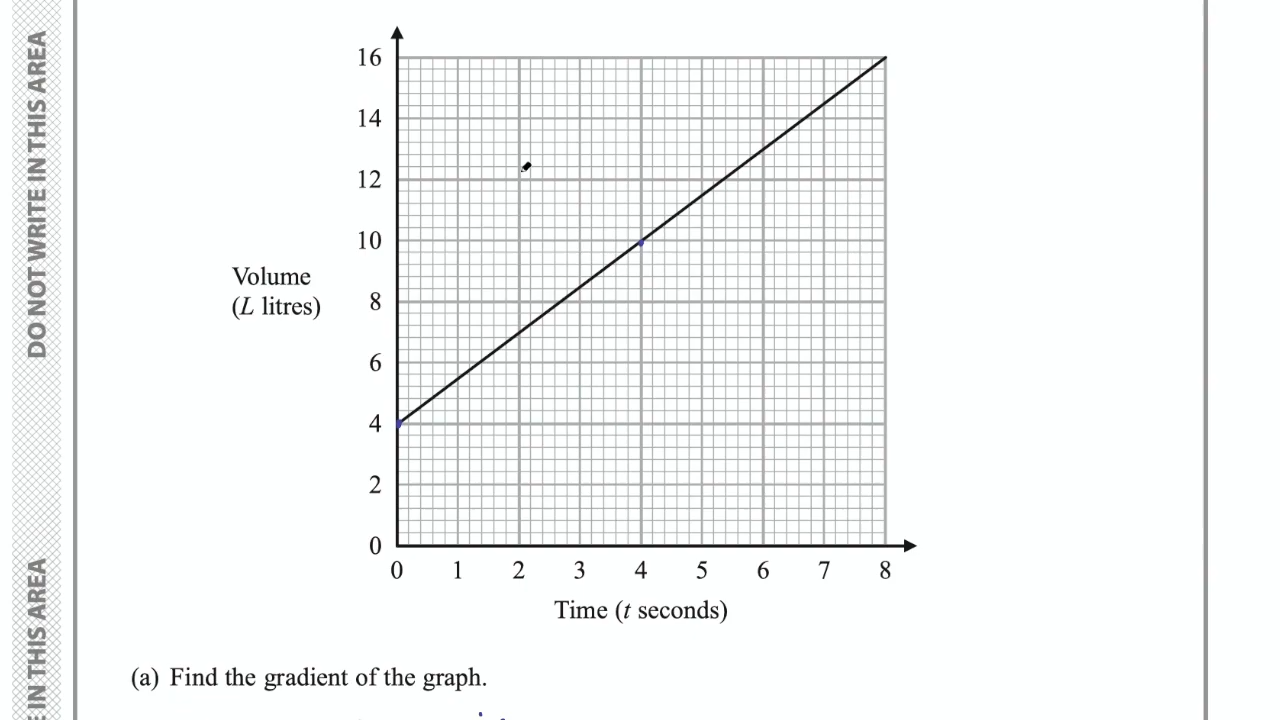 DO NOT WRITE IN THIS AREA
E IN THIS AREA
16
14
12
10
8
6
4
2
0
Volume
(L litres)
0 1 2 3 4 5 6 7 8
Time (t seconds)
(a) Find the gradient of the graph.